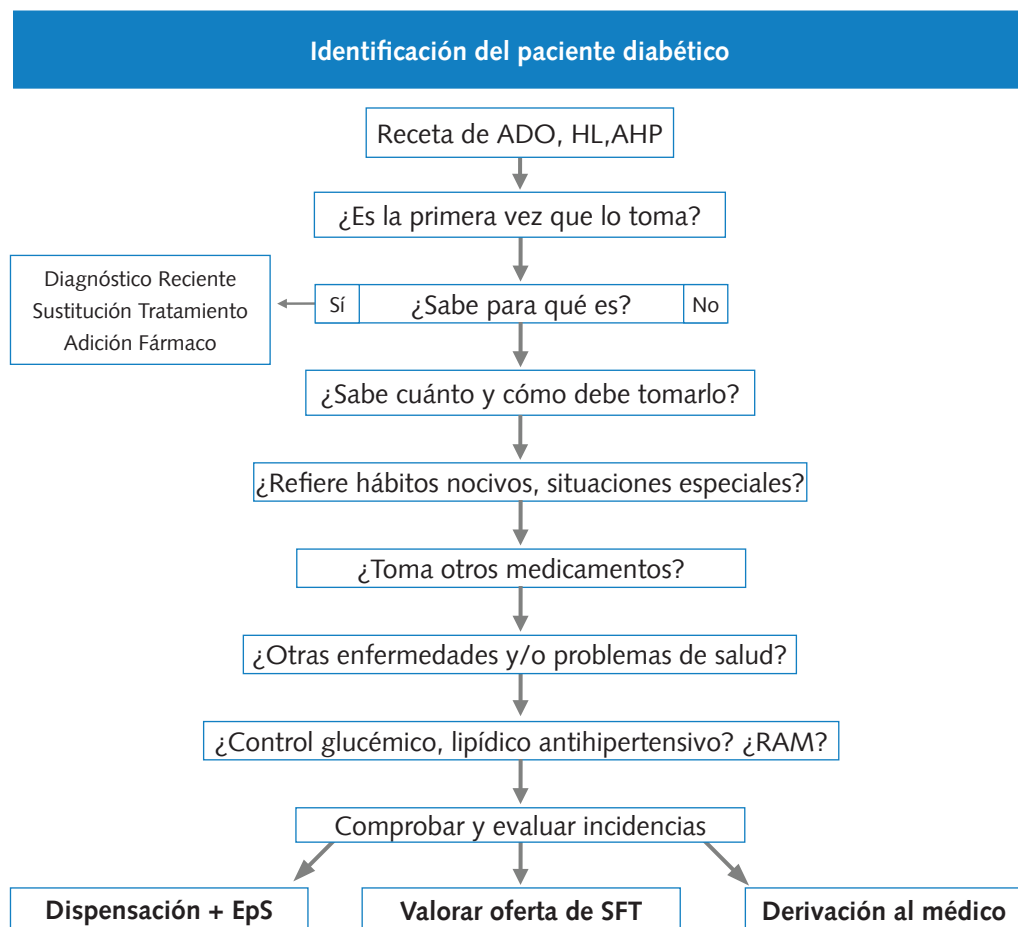 Identificación del paciente diabético
Receta de ADO, HL,AHP
¿Es la primera vez que lo toma?
Diagnóstico Reciente
Sustitución Tratamiento
Adición Fármaco
Sí
¿Sabe para qué es?
No
¿Sabe cuánto y cómo debe tomarlo?
¿Refiere hábitos nocivos, situaciones especiales?
¿Toma otros medicamentos?
¿Otras enfermedades y/o problemas de salud?
¿Control glucémico, lipídico antihipertensivo? ¿RAM?
Comprobar y evaluar incidencias
Dispensación + EpS
Valorar oferta de SFT
Derivación al médico